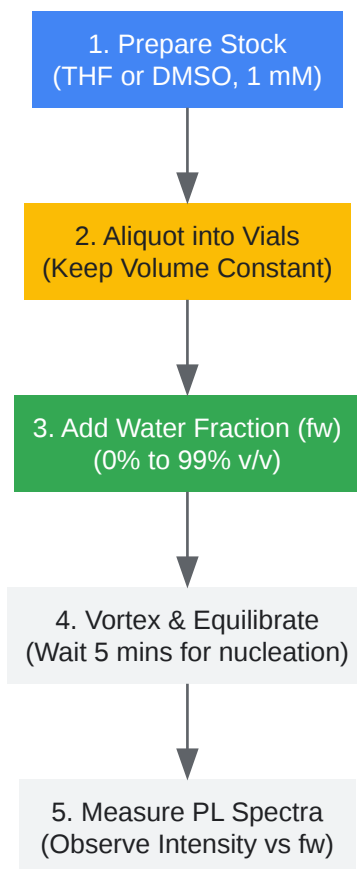 1. Prepare Stock
(THF or DMSO, 1 mM)
2. Aliquot into Vials
(Keep Volume Constant)
3. Add Water Fraction (fw)
(0% to 99% v/v)
4. Vortex & Equilibrate
(Wait 5 mins for nucleation)
5. Measure PL Spectra
(Observe Intensity vs fw)